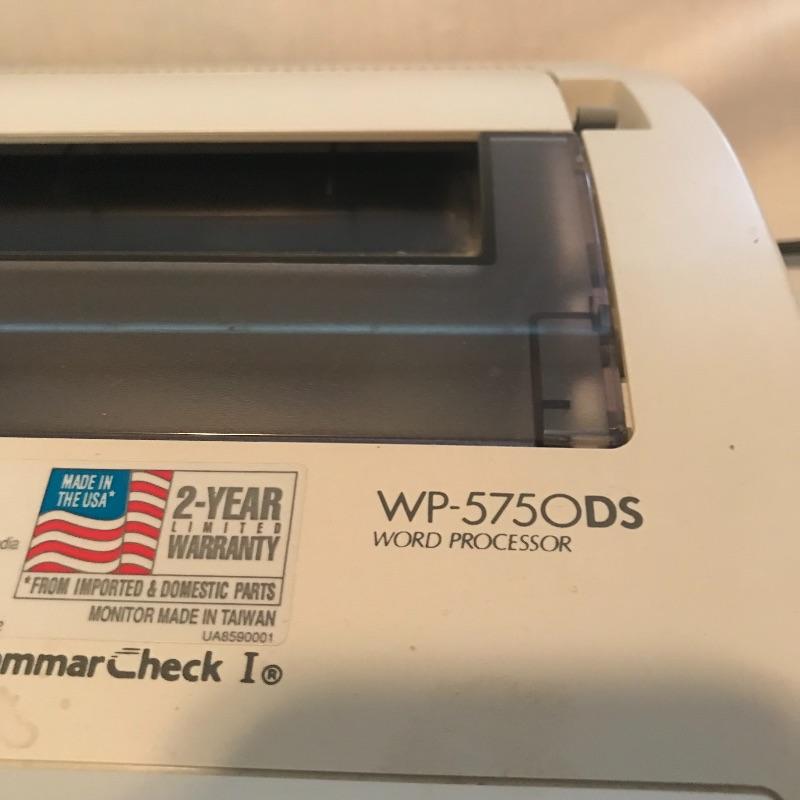 MADE IN
THE USA*
2-YEAR
LIMITED
WARRANTY
*FROM IMPORTED & DOMESTIC PARTS
MONITOR MADE IN TAIWAN
UA8590001
WP-5750DS
WORD PROCESSOR
dia
mmarCheck I®